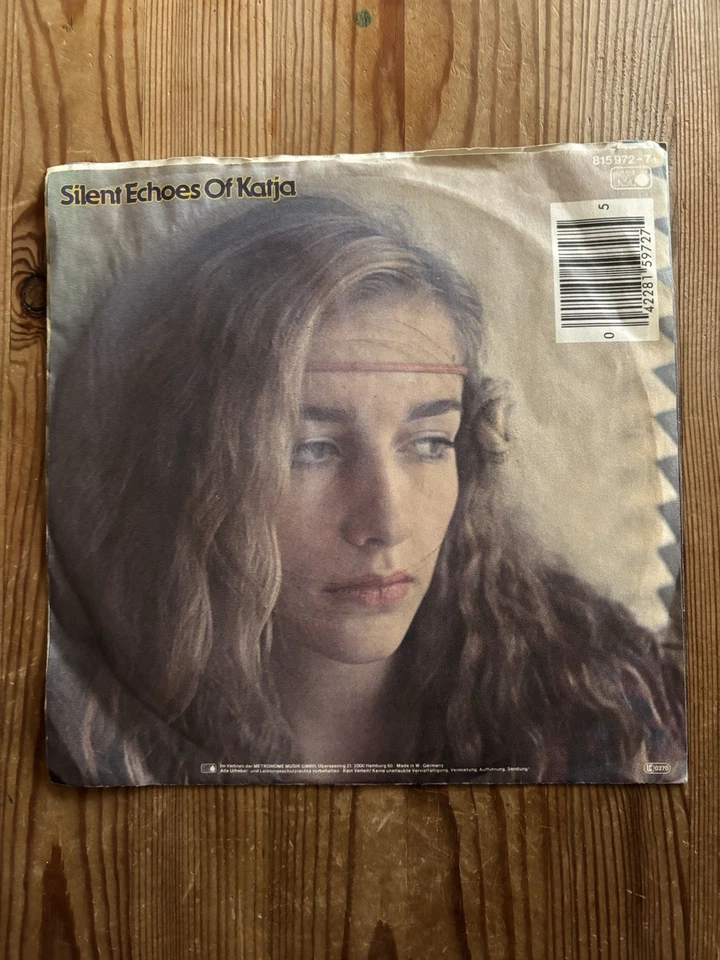 815 972-7
Silent Echoes Of Katja
5
42281 59727
0
Im Vertrieb der METRONOME MUSIK GMBH, Überseering 21, 2000 Hamburg 60 · Made in W. Germany
Alle Urheber- und Leistungsschutzrechte vorbehalten · Kein Verleih! Keine unerlaubte Vervielfältigung, Vermietung, Aufführung, Sendung!
LC 0270